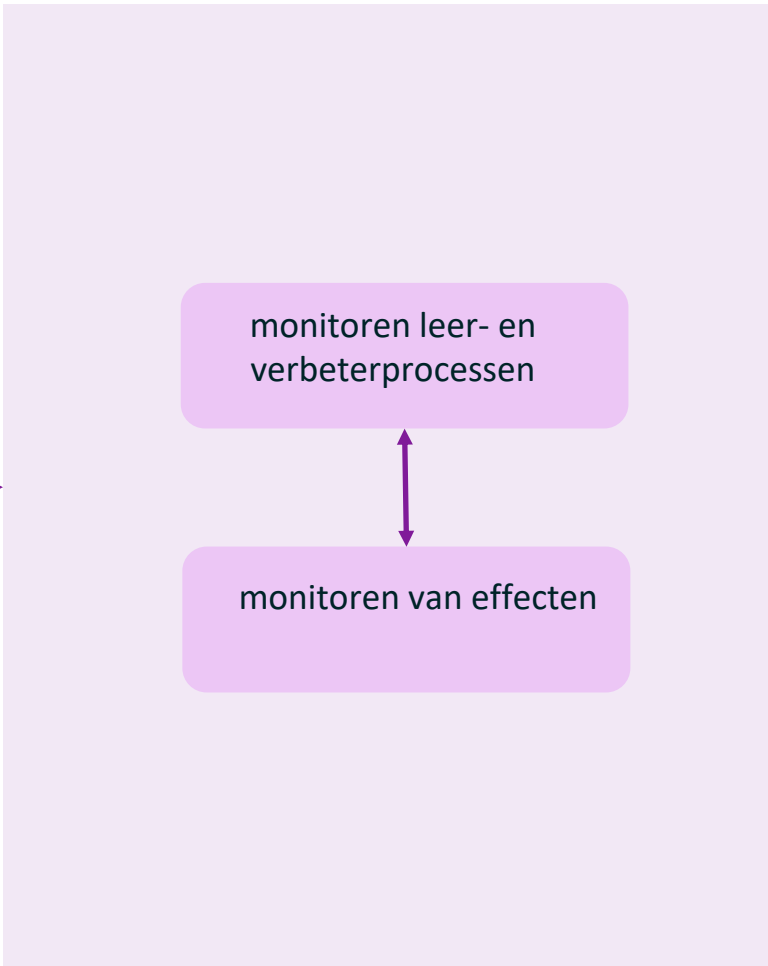 monitoren leer- en
verbeterprocessen
monitoren van effecten